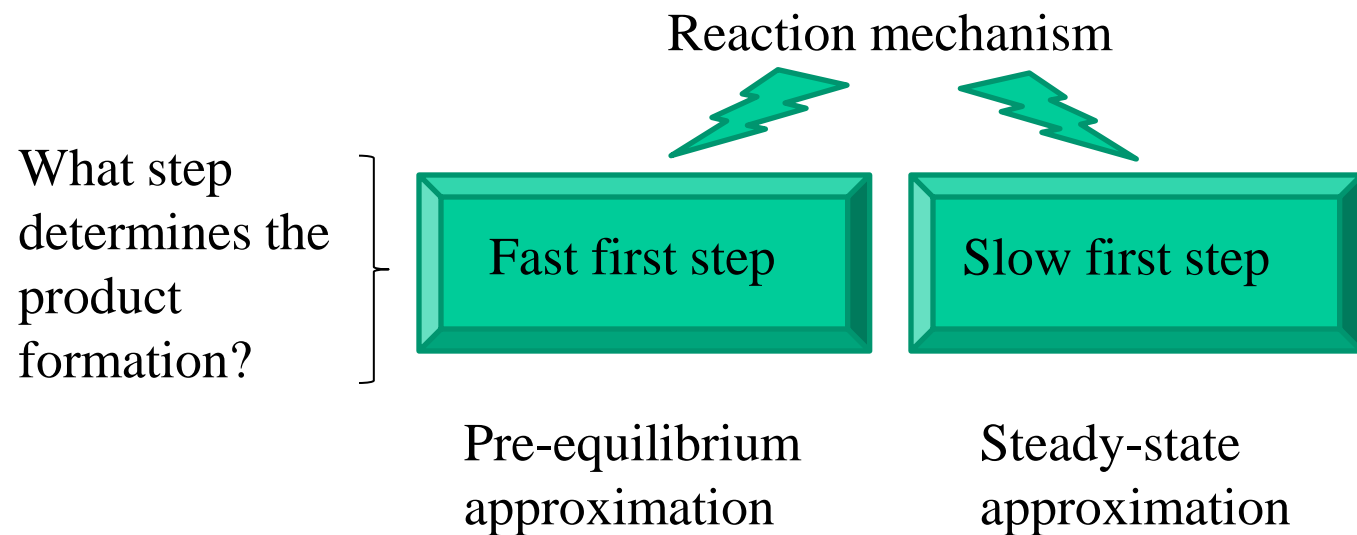 Reaction mechanism
What step
determines the
product
formation?
Fast first step
Slow first step
Pre-equilibrium
approximation
Steady-state
approximation